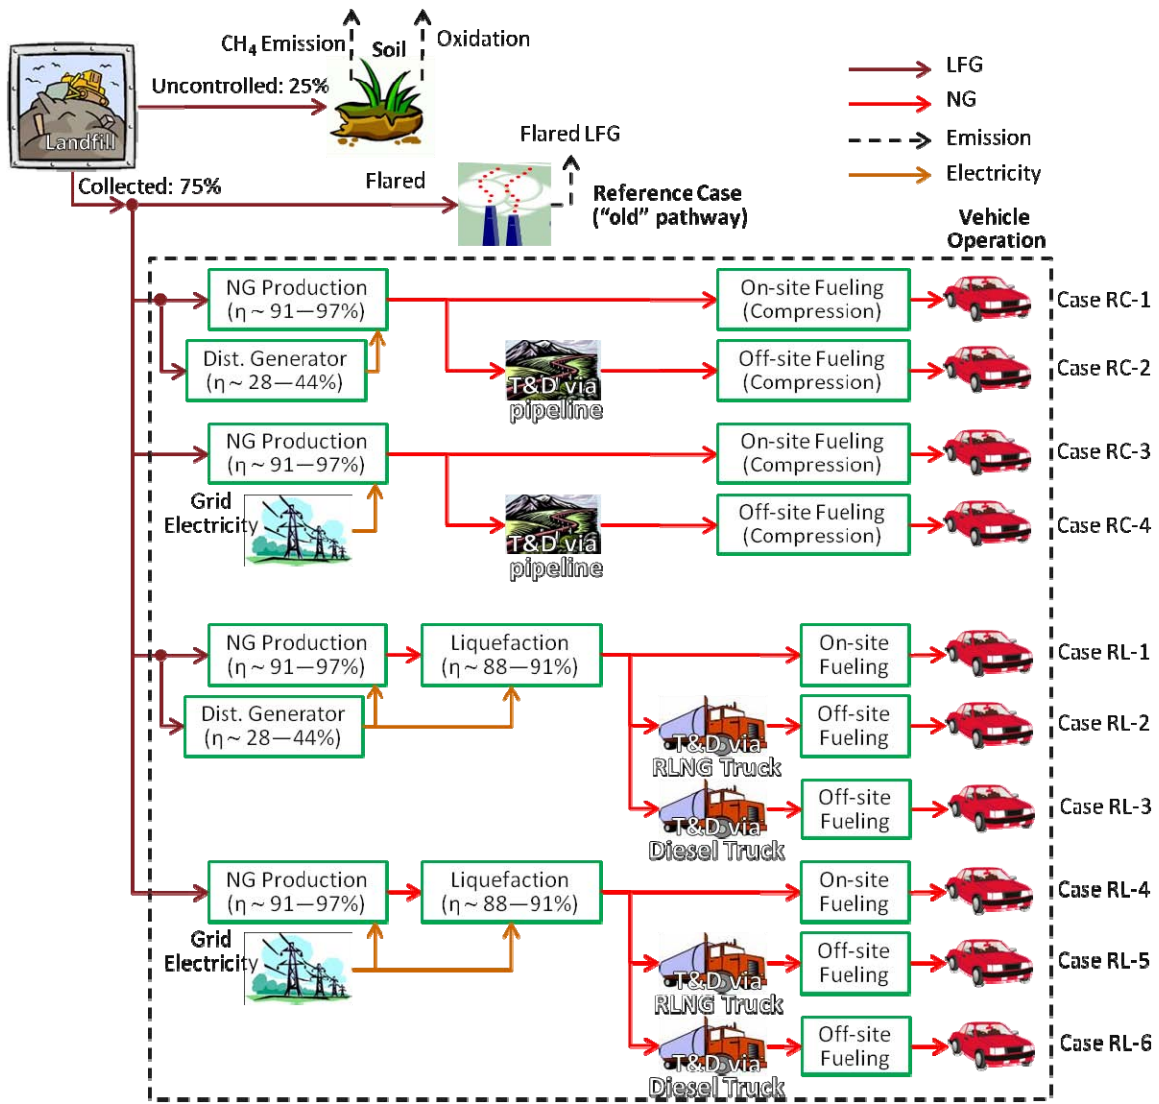 CH4 Emission
Soil
Oxidation
Uncontrolled: 25%
Landfill
LFG
NG
Emission
Electricity
Flared LFG
Collected: 75%
Flared
Reference Case
("old" pathway)
Vehicle
Operation
NG Production
(η ~ 91—97%)
On-site Fueling
(Compression)
Case RC-1
Dist. Generator
(η ~ 28—44%)
T&D via
pipeline
Off-site Fueling
(Compression)
Case RC-2
NG Production
(η ~ 91—97%)
On-site Fueling
(Compression)
Case RC-3
Grid
Electricity
T&D via
pipeline
Off-site Fueling
(Compression)
Case RC-4
NG Production
(η ~ 91—97%)
Liquefaction
(η ~ 88—91%)
On-site
Fueling
Case RL-1
Dist. Generator
(η ~ 28—44%)
T&D via
RLNG Truck
Off-site
Fueling
Case RL-2
T&D via
Diesel Truck
Off-site
Fueling
Case RL-3
NG Production
(η ~ 91—97%)
Liquefaction
(η ~ 88—91%)
On-site
Fueling
Case RL-4
Grid
Electricity
T&D via
RLNG Truck
Off-site
Fueling
Case RL-5
T&D via
Diesel Truck
Off-site
Fueling
Case RL-6